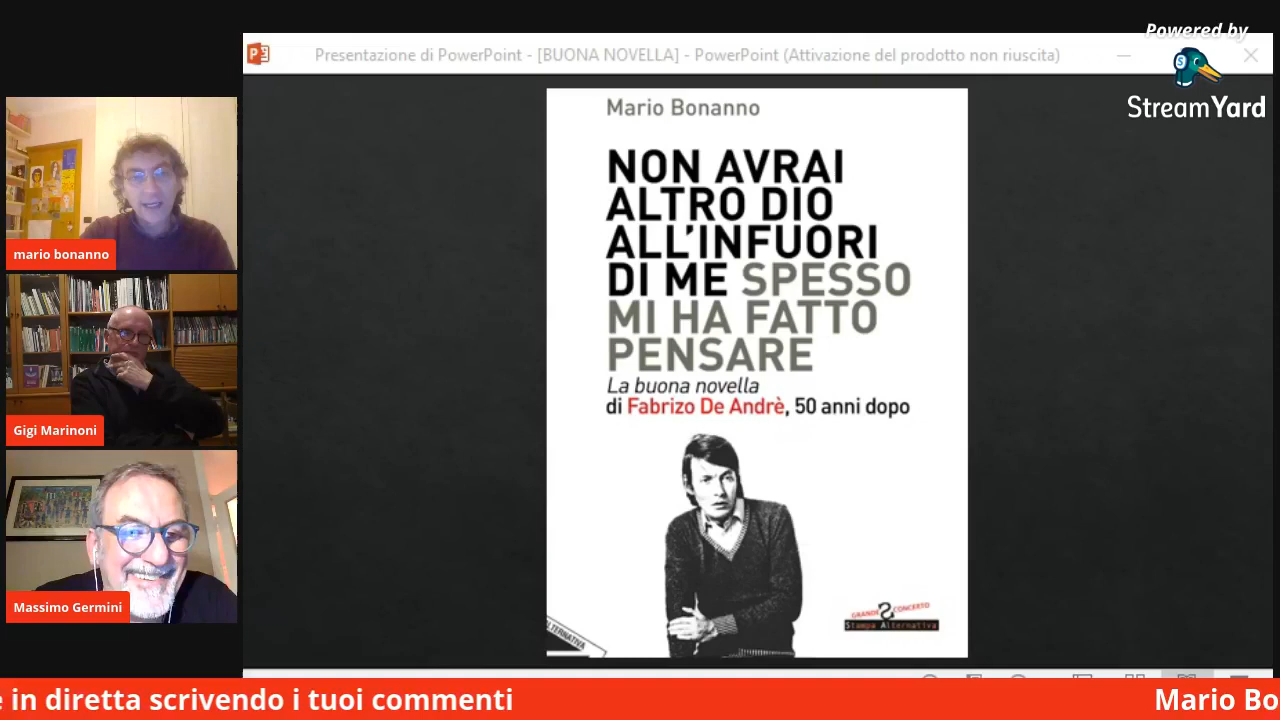 Powered by
StreamYard
Presentazione di PowerPoint - [BUONA NOVELLA] - PowerPoint (Attivazione del prodotto non riuscita)
mario bonanno
Gigi Marinoni
Massimo Germini
Mario Bonanno
NON AVRAI
ALTRO DIO
ALL'INFUORI
DI ME SPESSO
MI HA FATTO
PENSARE
La buona novella
di Fabrizo De Andrè, 50 anni dopo
GRANDE CONCERTO
Stampa Alternativa
ALTERNATIVA
e in diretta scrivendo i tuoi commenti
Mario Bo